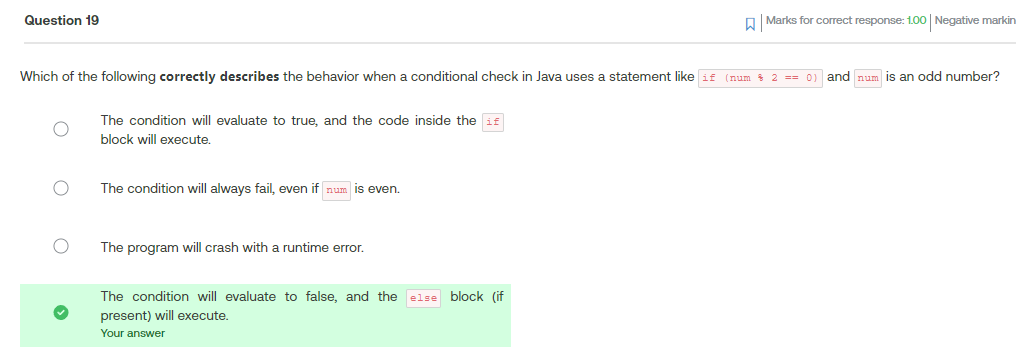 Question 19
Marks for correct response: 1.00 Negative markin
Which of the following correctly describes the behavior when a conditional check in Java uses a statement like if (num % 2 == 0) and num is an odd number?
The condition will evaluate to true, and the code inside the if
block will execute.
The condition will always fail, even if num is even.
The program will crash with a runtime error.
The condition will evaluate to false, and the else block (if
present) will execute.
Your answer